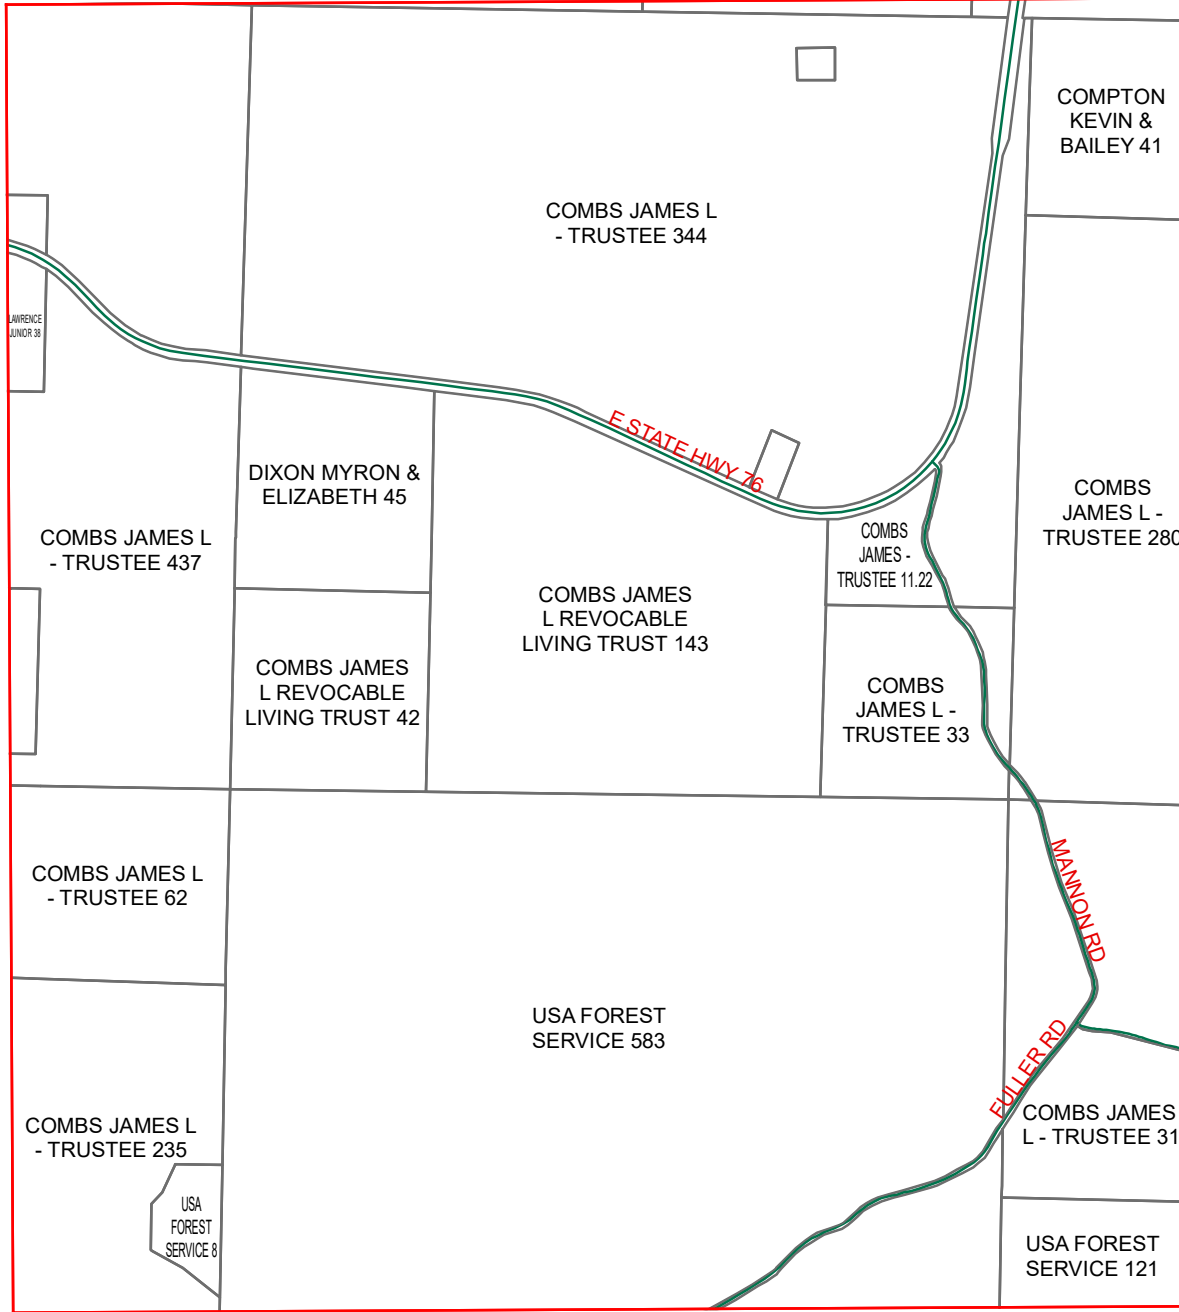 COMPTON
KEVIN &
BAILEY 41
COMBS JAMES L
- TRUSTEE 344
LAWRENCE
JUNIOR 38
E STATE HWY 76
DIXON MYRON &
ELIZABETH 45
COMBS JAMES L
- TRUSTEE 437
COMBS
JAMES -
TRUSTEE 11.22
COMBS
JAMES L -
TRUSTEE 280
COMBS JAMES
L REVOCABLE
LIVING TRUST 143
COMBS JAMES
L REVOCABLE
LIVING TRUST 42
COMBS
JAMES L -
TRUSTEE 33
COMBS JAMES L
- TRUSTEE 62
MANNON RD
USA FOREST
SERVICE 583
FULLER RD
COMBS JAMES L
- TRUSTEE 235
COMBS JAMES
L - TRUSTEE 31
USA
FOREST
SERVICE 8
USA FOREST
SERVICE 121